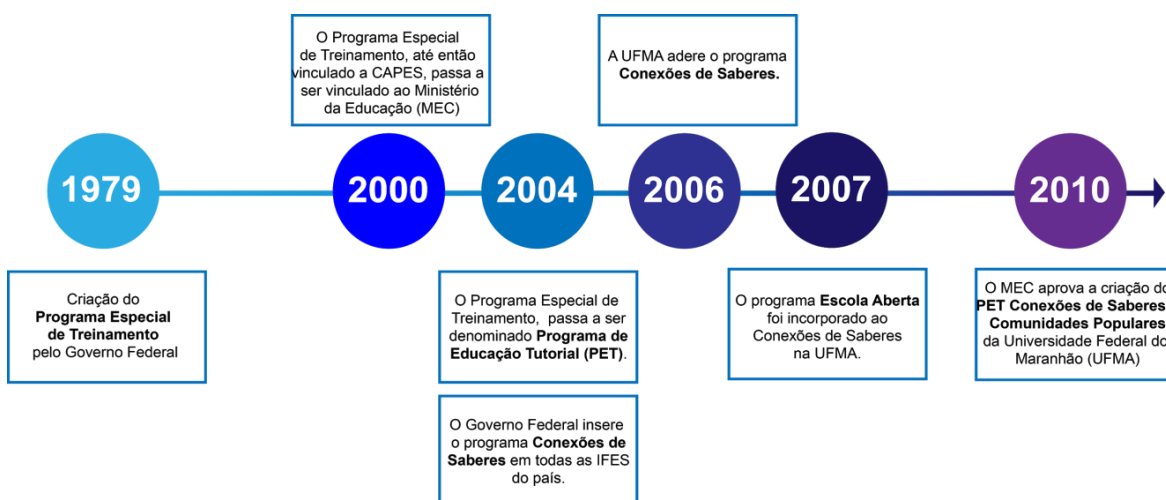 O Programa Especial
de Treinamento, até então
vinculado a CAPES, passa a
ser vinculado ao Ministério
da Educação (MEC)
A UFMA adere o programa
Conexões de Saberes.
1979
2000
2004
2006
2007
2010
Criação do
Programa Especial
de Treinamento
pelo Governo Federal
O Programa Especial de
Treinamento, passa a ser
denominado Programa de
Educação Tutorial (PET).
O programa Escola Aberta
foi incorporado ao
Conexões de Saberes
na UFMA.
O MEC aprova a criação do
PET Conexões de Saberes
Comunidades Populares
da Universidade Federal do
Maranhão (UFMA)
O Governo Federal insere
o programa Conexões de
Saberes em todas as IFES
do país.